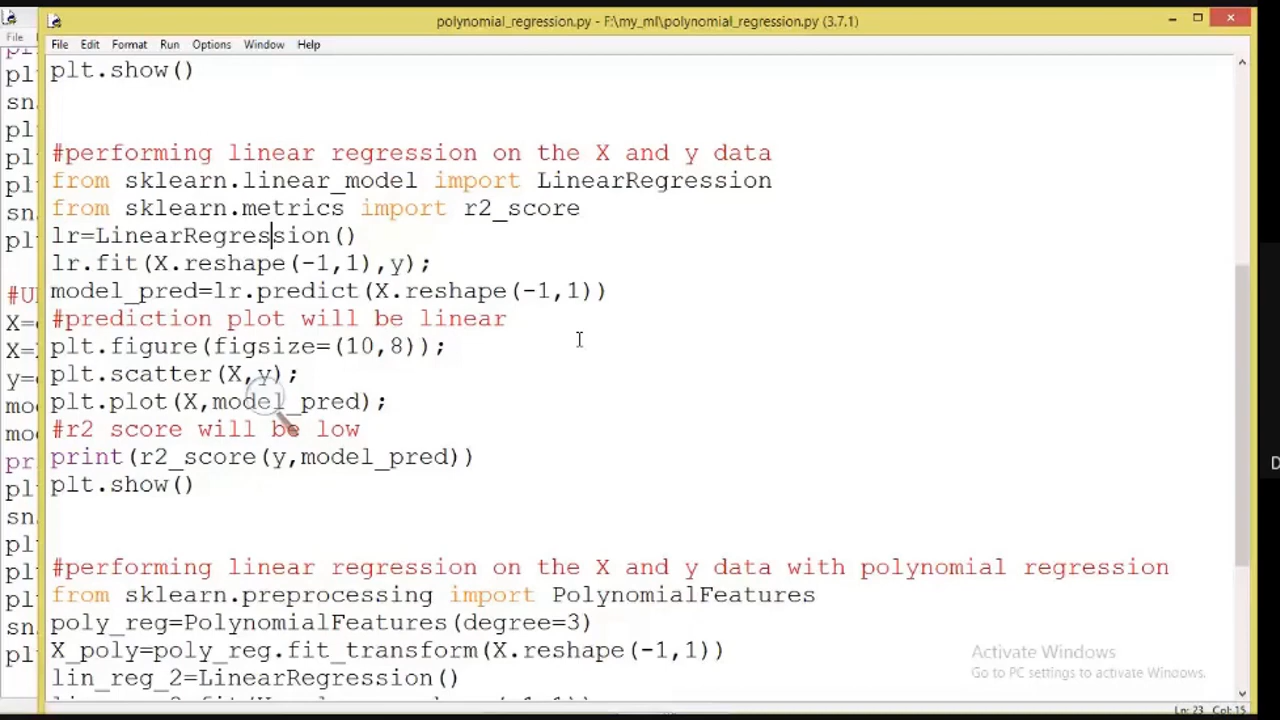 polynomial_regression.py - F:\my_ml\polynomial_regression.py (3.7.1)
File Edit Format Run Options Window Help
plt.show()
#performing linear regression on the X and y data
from sklearn.linear_model import LinearRegression
from sklearn.metrics import r2_score
lr=LinearRegression()
lr.fit(X.reshape(-1,1),y);
model_pred=lr.predict(X.reshape(-1,1))
#prediction plot will be linear
plt.figure(figsize=(10,8));
plt.scatter(X,y);
plt.plot(X,model_pred);
#r2 score will be low
print(r2_score(y,model_pred))
plt.show()
#performing linear regression on the X and y data with polynomial regression
from sklearn.preprocessing import PolynomialFeatures
poly_reg=PolynomialFeatures(degree=3)
X_poly=poly_reg.fit_transform(X.reshape(-1,1))
lin_reg_2=LinearRegression()
Activate Windows
Go to PC settings to activate Windows.
Ln: 23 Col: 15